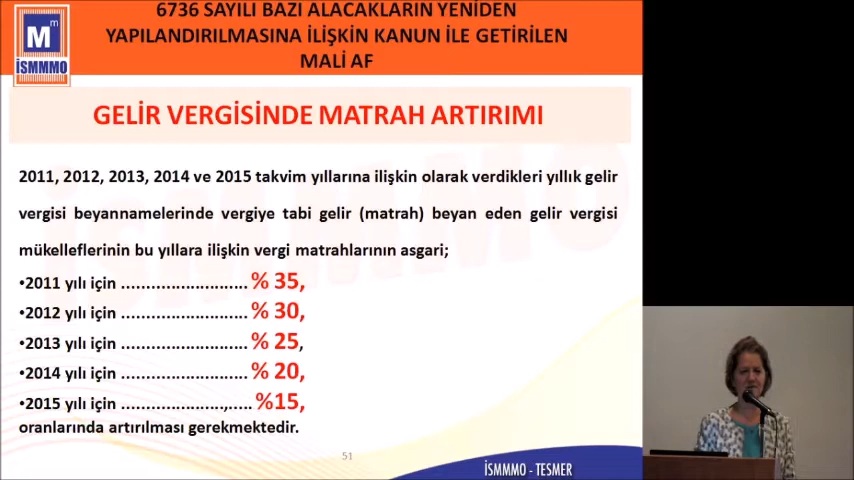 6736 SAYILI BAZI ALACAKLARIN YENİDEN
YAPILANDIRILMASINA İLİŞKİN KANUN İLE GETİRİLEN
MALİ AF
Mm
İSMMMO
GELİR VERGİSİNDE MATRAH ARTIRIMI
2011, 2012, 2013, 2014 ve 2015 takvim yıllarına ilişkin olarak verdikleri yıllık gelir
vergisi beyannamelerinde vergiye tabi gelir (matrah) beyan eden gelir vergisi
mükelleflerinin bu yıllara ilişkin vergi matrahlarının asgari;
•2011 yılı için ............................ % 35,
•2012 yılı için ............................ % 30,
•2013 yılı için ............................ % 25,
•2014 yılı için ............................ % 20,
•2015 yılı için .......................,..... %15,
oranlarında artırılması gerekmektedir.
51
İSMMMO - TESMER